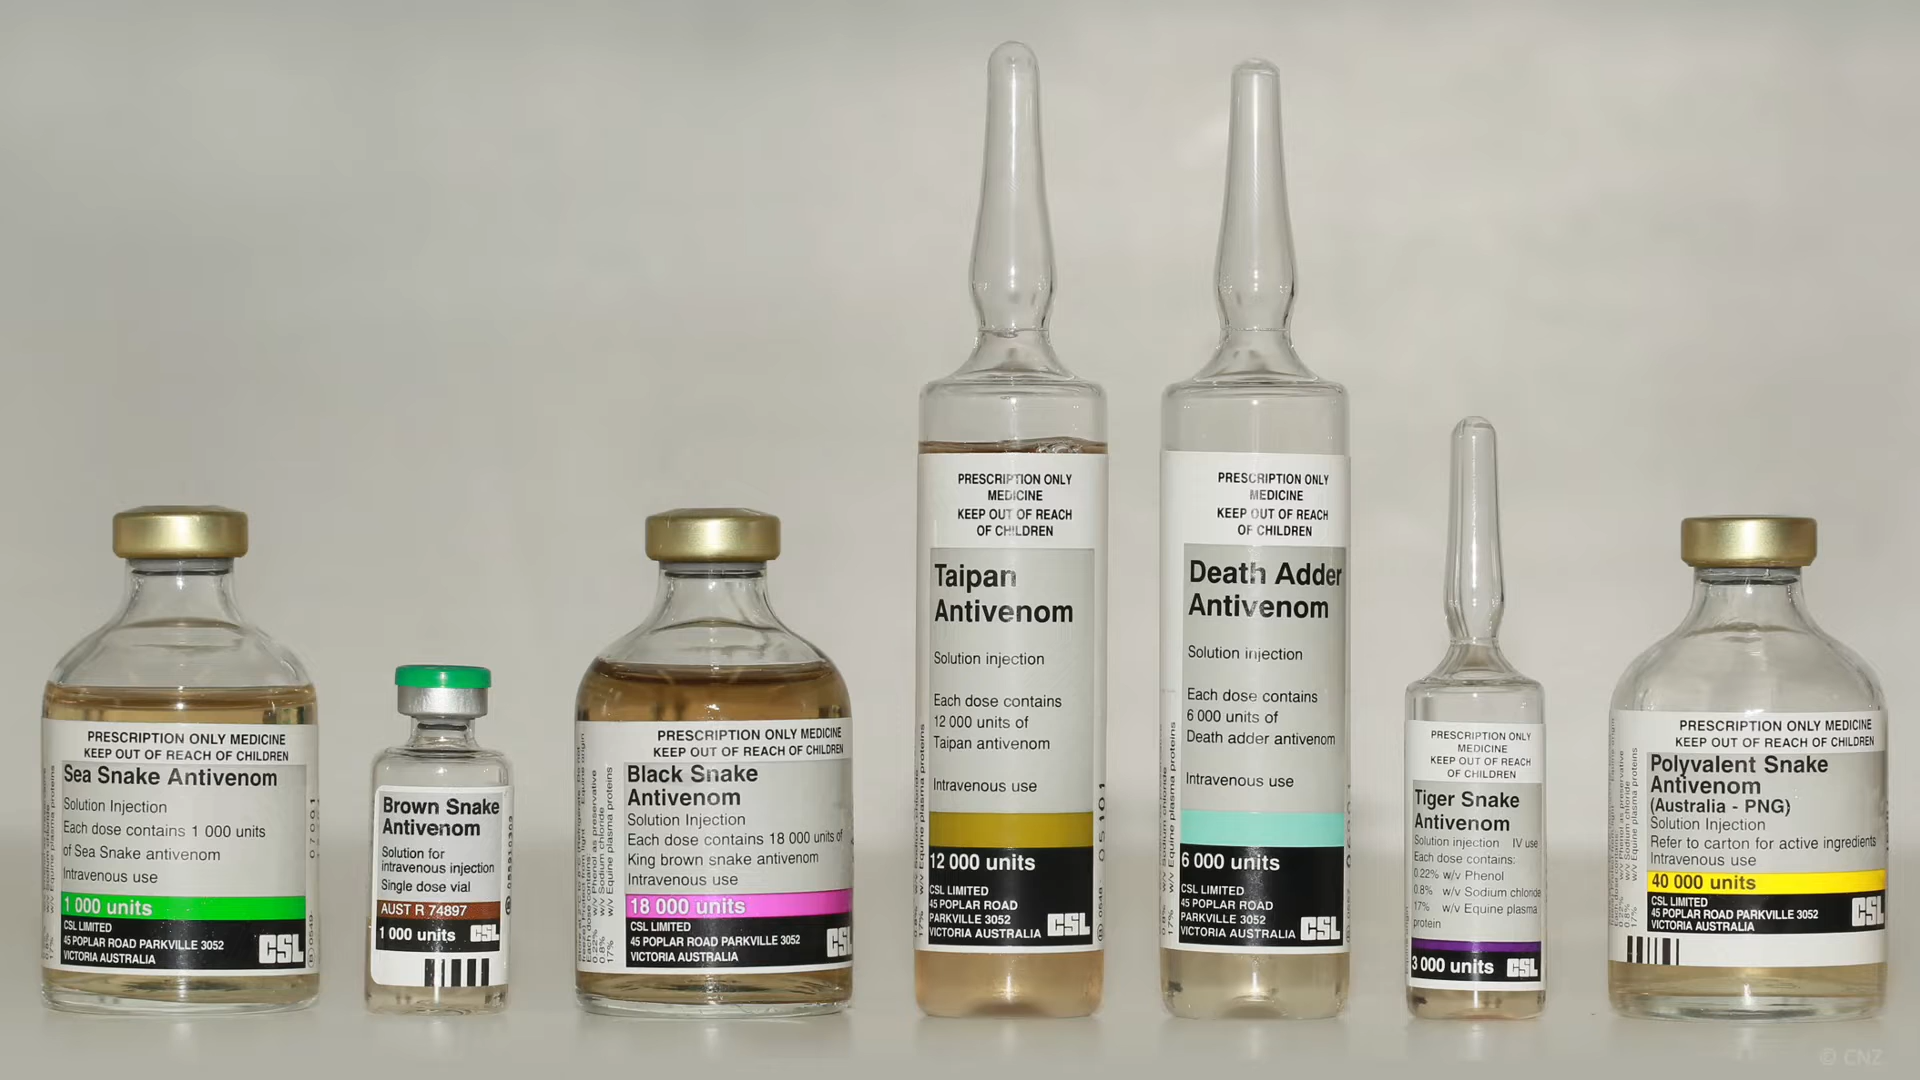 PRESCRIPTION ONLY MEDICINE
KEEP OUT OF REACH OF CHILDREN
Sea Snake Antivenom
Solution Injection
Each dose contains 1 000 units
of Sea Snake antivenom
Intravenous use
1 000 units
CSL LIMITED
45 POPLAR ROAD PARKVILLE 3052
VICTORIA AUSTRALIA
CSL
Brown Snake
Antivenom
Solution for
intravenous injection
Single dose vial
AUST R 74897
1 000 units
CSL
PRESCRIPTION ONLY MEDICINE
KEEP OUT OF REACH OF CHILDREN
Black Snake
Antivenom
Solution Injection
Each dose contains 18 000 units of
King brown snake antivenom
Intravenous use
18 000 units
CSL LIMITED
45 POPLAR ROAD PARKVILLE 3052
VICTORIA AUSTRALIA
CSL
w/v Phenol as preservative
w/v Sodium chloride
w/v Equine plasma proteins
PRESCRIPTION ONLY
MEDICINE
KEEP OUT OF REACH
OF CHILDREN
Taipan
Antivenom
Solution injection
Each dose contains
12 000 units of
Taipan antivenom
Intravenous use
12 000 units
CSL LIMITED
45 POPLAR ROAD
PARKVILLE 3052
VICTORIA AUSTRALIA
CSL
PRESCRIPTION ONLY
MEDICINE
KEEP OUT OF REACH
OF CHILDREN
Death Adder
Antivenom
Solution injection
Each dose contains
6 000 units of
Death adder antivenom
Intravenous use
6 000 units
CSL LIMITED
45 POPLAR ROAD
PARKVILLE 3052
VICTORIA AUSTRALIA
CSL
PRESCRIPTION ONLY
MEDICINE
KEEP OUT OF REACH
OF CHILDREN
Tiger Snake
Antivenom
Solution injection IV use
Each dose contains:
0.22% w/v Phenol
0.8% w/v Sodium chloride
17% w/v Equine plasma
protein
3 000 units
CSL
PRESCRIPTION ONLY MEDICINE
KEEP OUT OF REACH OF CHILDREN
Polyvalent Snake
Antivenom
(Australia - PNG)
Solution Injection
Refer to carton for active ingredients
Intravenous use
40 000 units
CSL LIMITED
45 POPLAR ROAD PARKVILLE 3052
VICTORIA AUSTRALIA
CSL
© CNZ